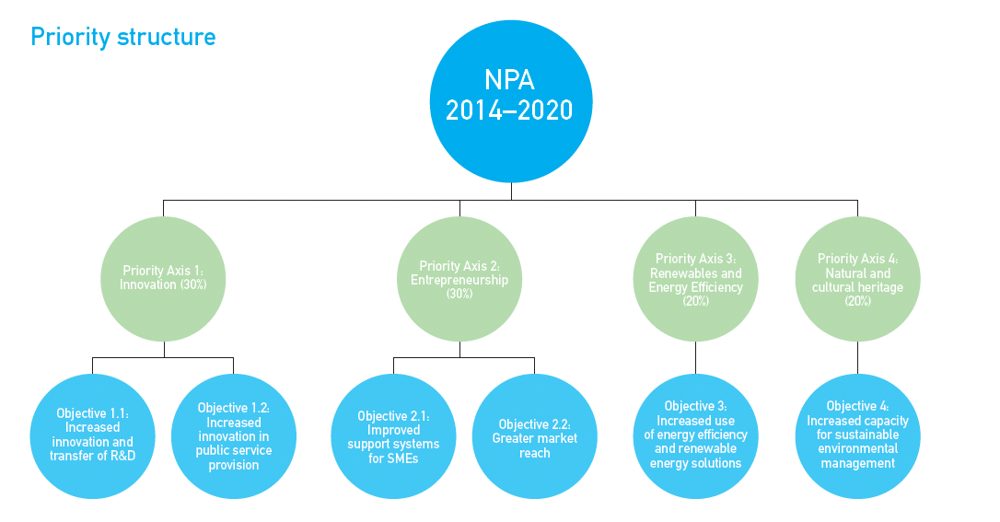 Priority structure
NPA
2014–2020
Priority Axis 1:
Innovation (30%)
Priority Axis 2:
Entrepreneurship
(30%)
Priority Axis 3:
Renewables and
Energy Efficiency
(20%)
Priority Axis 4:
Natural and
cultural heritage
(20%)
Objective 1.1:
Increased
innovation and
transfer of R&D
Objective 1.2:
Increased
innovation in
public service
provision
Objective 2.1:
Improved
support systems
for SMEs
Objective 2.2:
Greater market
reach
Objective 3:
Increased use
of energy efficiency
and renewable
energy solutions
Objective 4:
Increased capacity
for sustainable
environmental
management